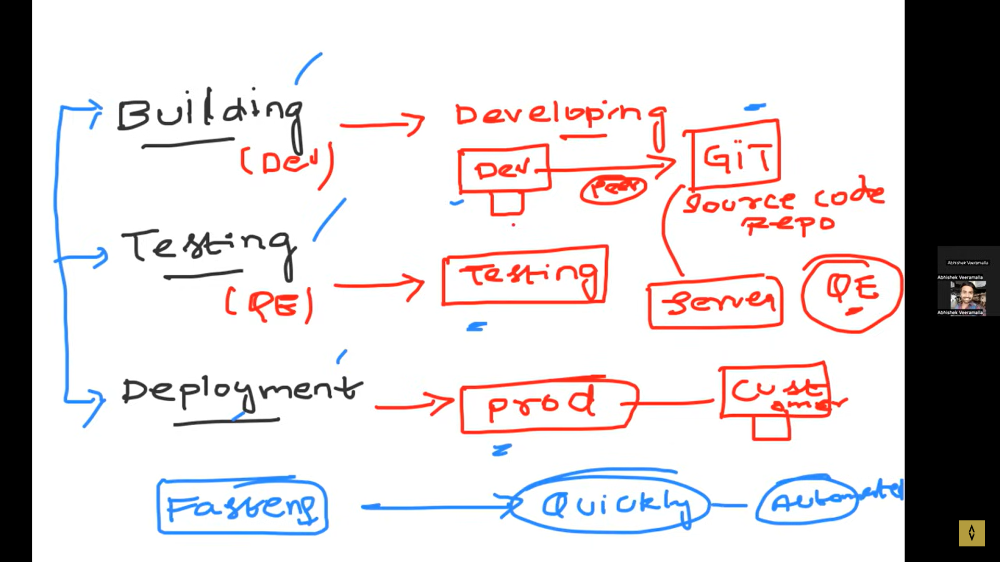 Building
(Dev)
Developing
Dev
Peer
GIT
Source code
Repo
Testing
(QE)
Testing
Server
QE
Deployment
prod
Customer
Fastens
Quickly
Automated
Abhishek Veeramalla
Abhishek Veeramalla
Abhishek Veeramalla